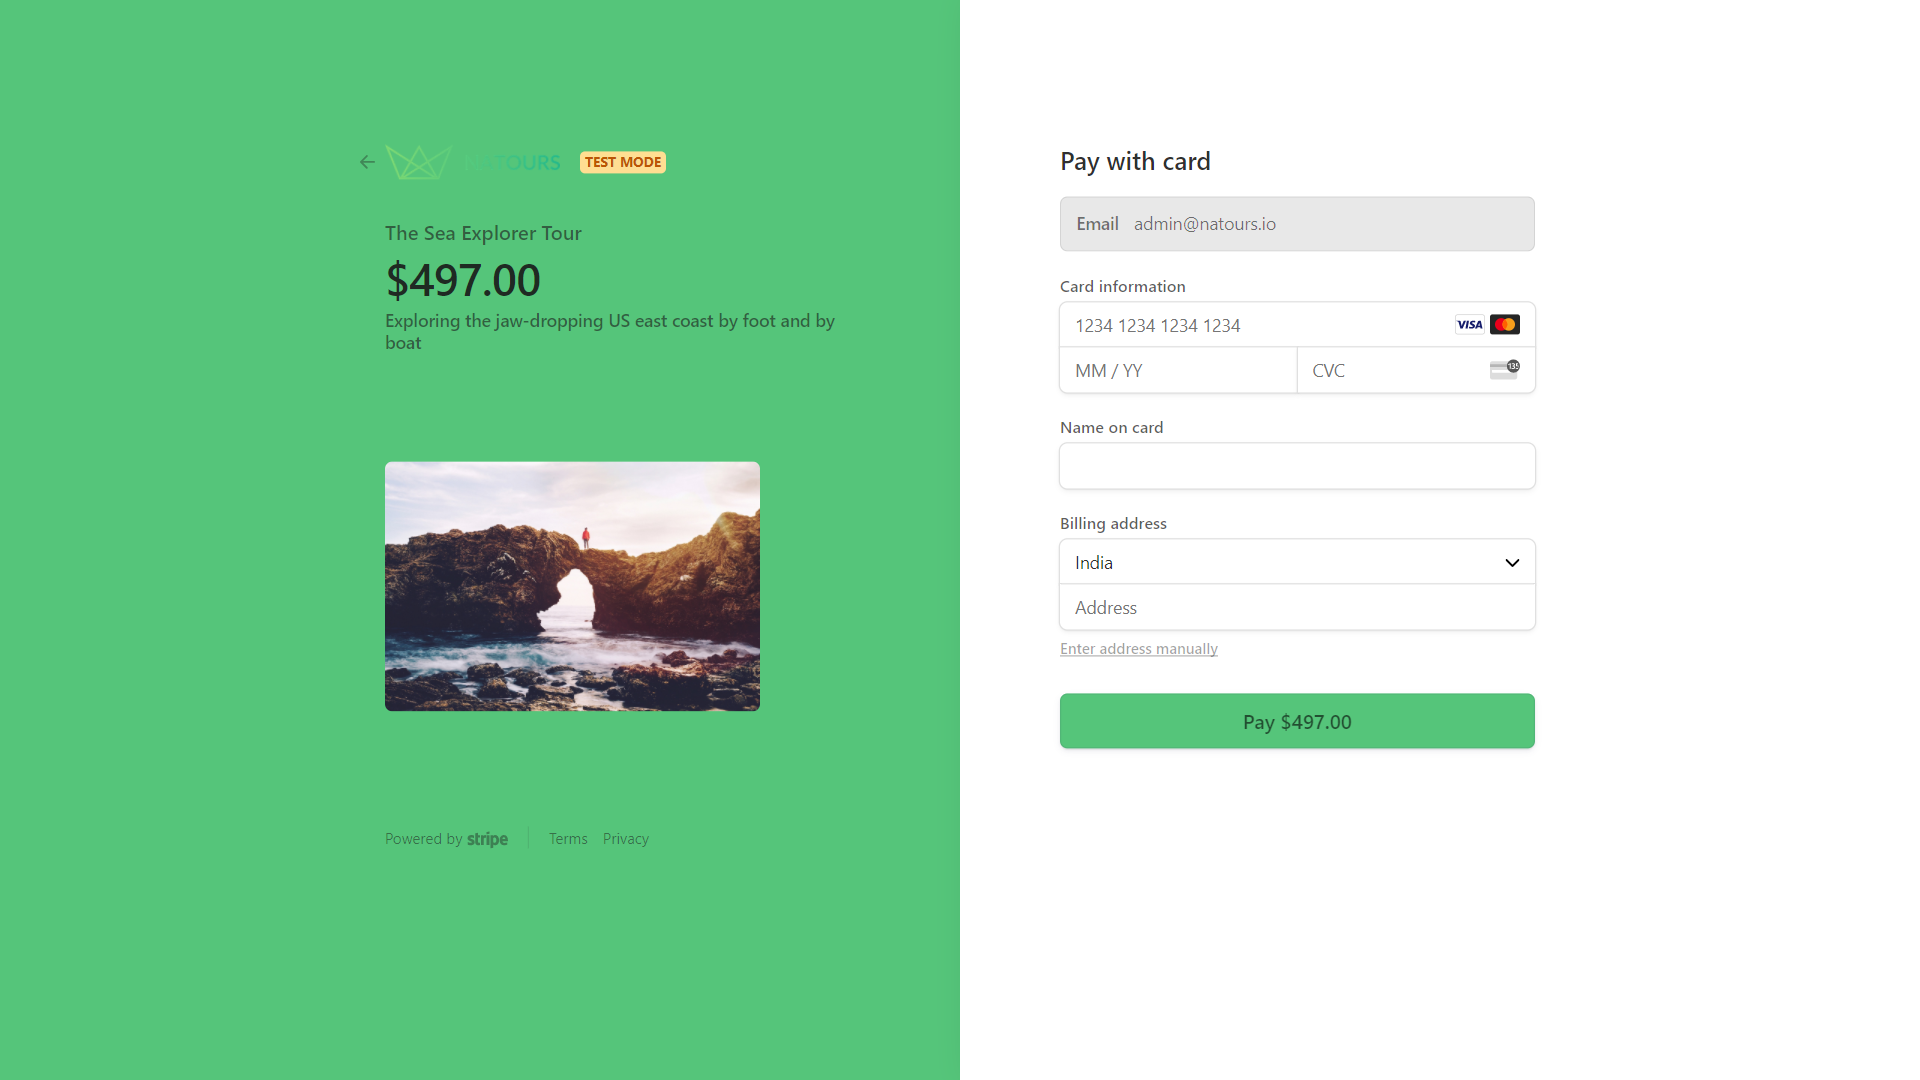 NATOURS
TEST MODE
The Sea Explorer Tour
$497.00
Exploring the jaw-dropping US east coast by foot and by
boat
Powered by stripe
Terms
Privacy
Pay with card
Email
admin@natours.io
Card information
1234 1234 1234 1234
VISA
MM / YY
CVC
135
Name on card
Billing address
India
Address
Enter address manually
Pay $497.00